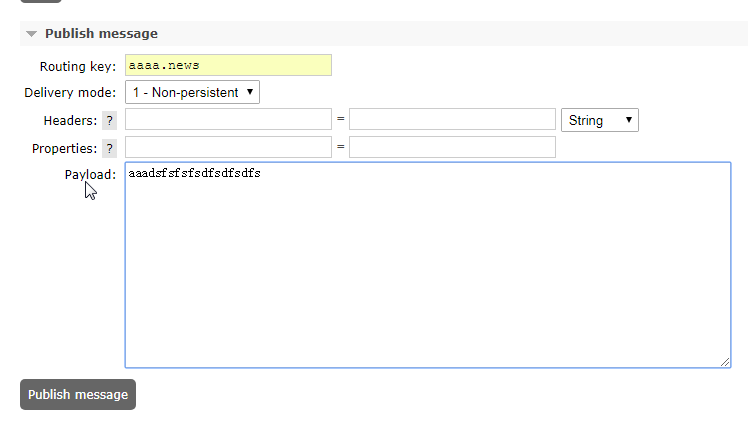 Publish message
Routing key: aaaa.news
Delivery mode: 1 - Non-persistent
Headers: ? = String
Properties: ? =
Payload: aaadsfsfsfsdfsdfsdfs
Publish message